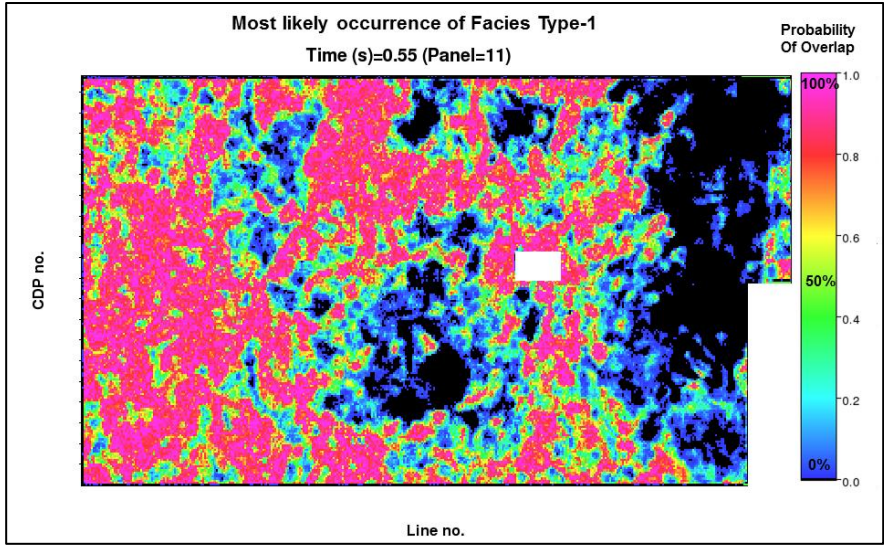 Most likely occurrence of Facies Type-1
Time (s)=0.55 (Panel=11)
Probability
Of Overlap
100%
1.0
0.8
0.6
50%
0.4
0.2
0%
0.0
CDP no.
Line no.